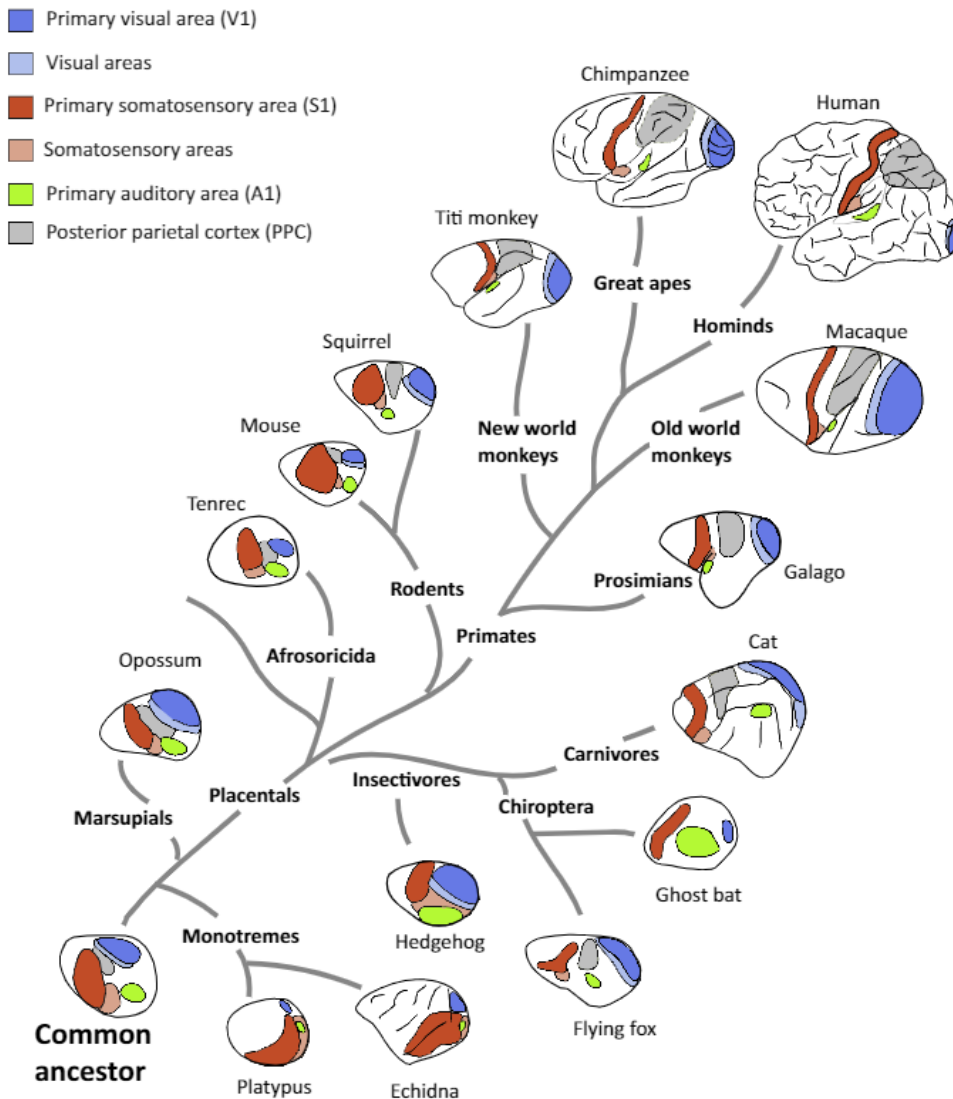 Primary visual area (V1)
Visual areas
Primary somatosensory area (S1)
Somatosensory areas
Primary auditory area (A1)
Posterior parietal cortex (PPC)
Chimpanzee
Human
Titi monkey
Great apes
Hominds
Macaque
Squirrel
New world
monkeys
Old world
monkeys
Mouse
Tenrec
Galago
Prosimians
Rodents
Primates
Afrosoricida
Cat
Opossum
Carnivores
Insectivores
Placentals
Chiroptera
Marsupials
Ghost bat
Monotremes
Hedgehog
Flying fox
Common
ancestor
Platypus
Echidna